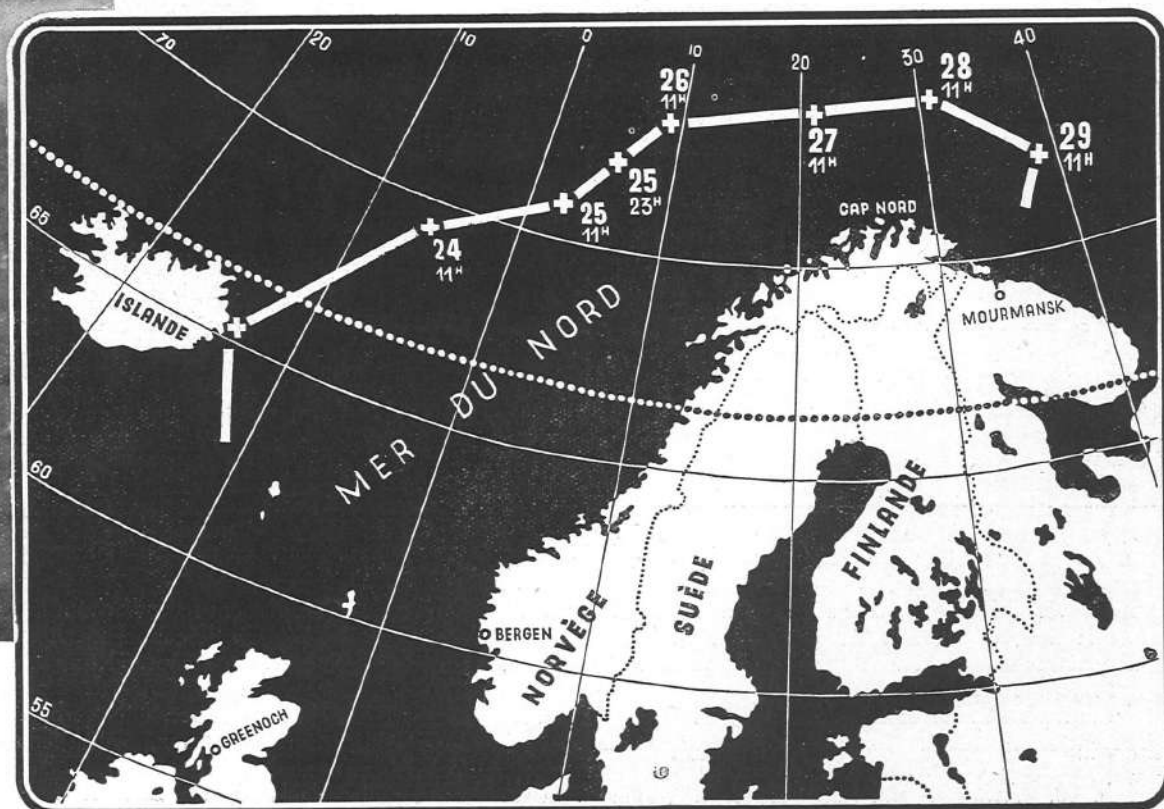 70
20
10
0
10
20
30
40
26
11H
28
11H
27
11H
29
11H
25
23H
25
11H
24
11H
CAP NORD
65
ISLANDE
MOURMANSK
MER DU NORD
60
FINLANDE
SUÈDE
NORVÈGE
BERGEN
55
GREENOCH